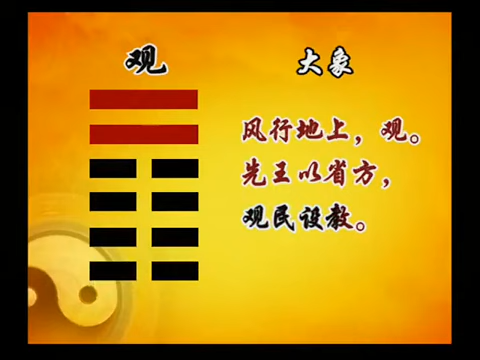 观
大象
风行地上，观。
先王以省方，
观民设教。